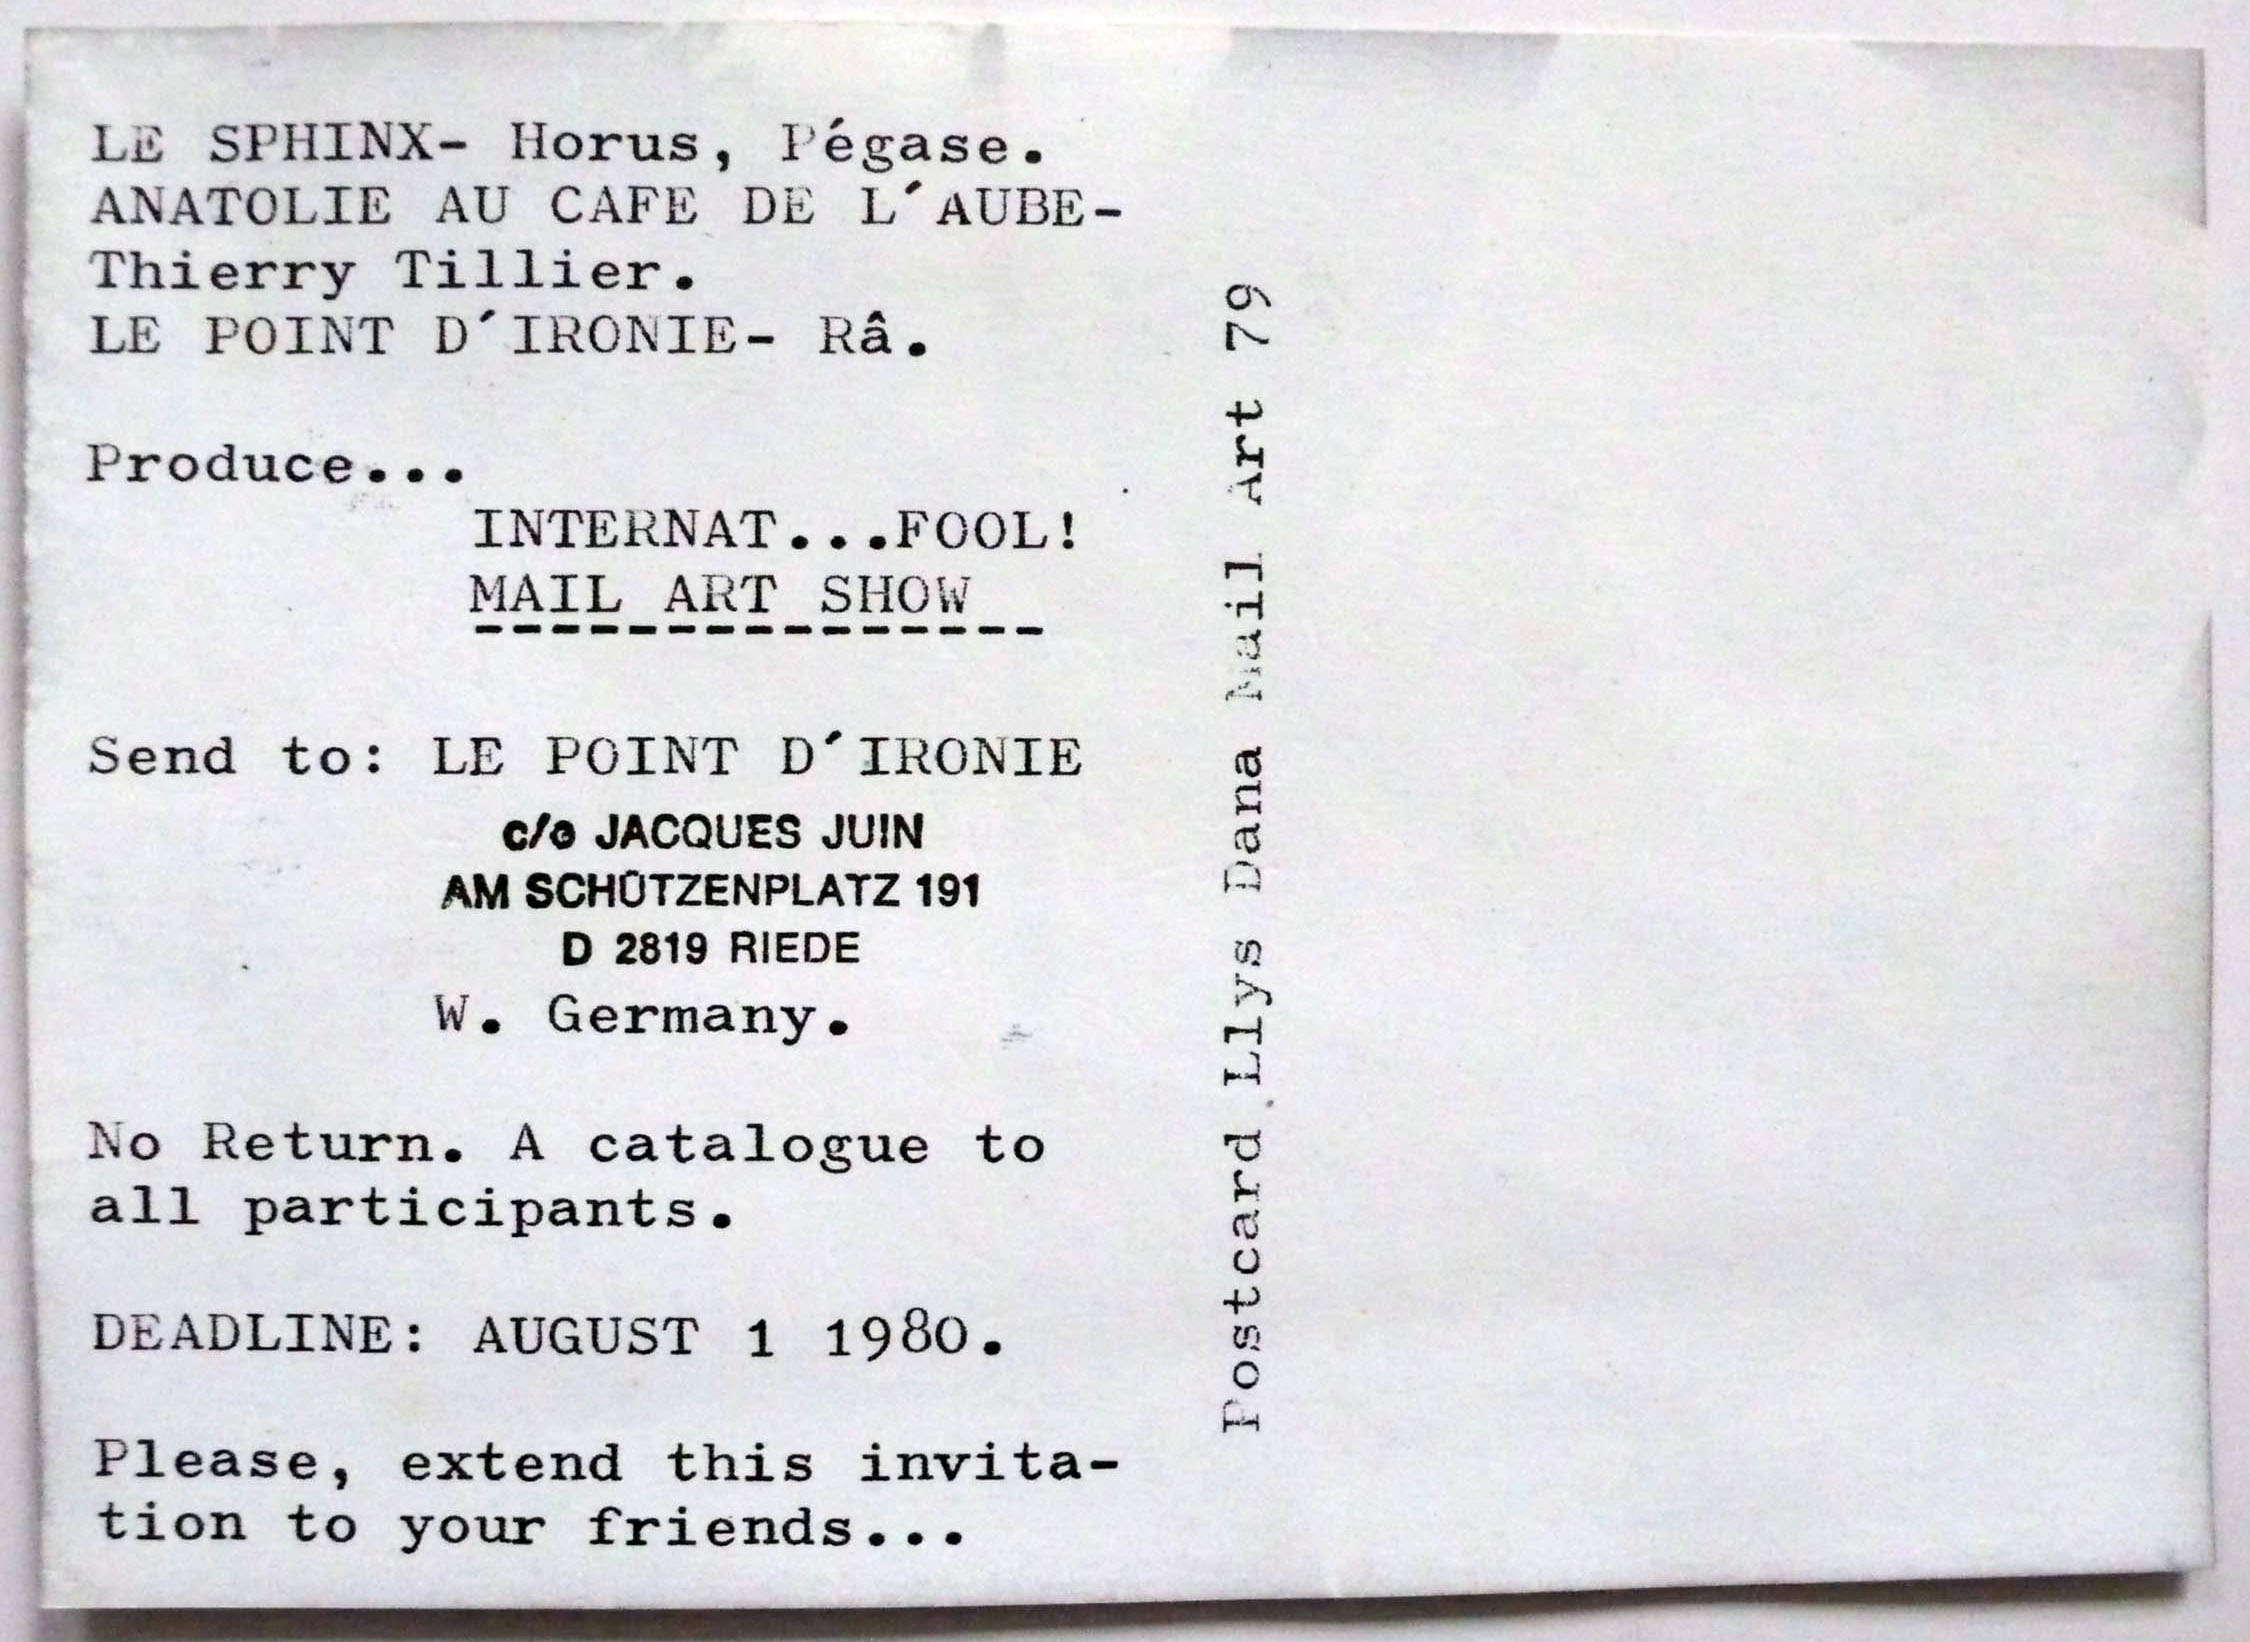 LE SPHINX- Horus, Pégase.
ANATOLIE AU CAFE DE L´AUBE-
Thierry Tillier.
LE POINT D´IRONIE- Râ.
Produce...
INTERNAT...FOOL!
MAIL ART SHOW
Send to: LE POINT D´IRONIE
c/o JACQUES JUIN
AM SCHÜTZENPLATZ 191
D 2819 RIEDE
W. Germany.
No Return. A catalogue to
all participants.
DEADLINE: AUGUST 1 1980.
Please, extend this invita-
tion to your friends...
Postcard Llys Dana Mail Art 79